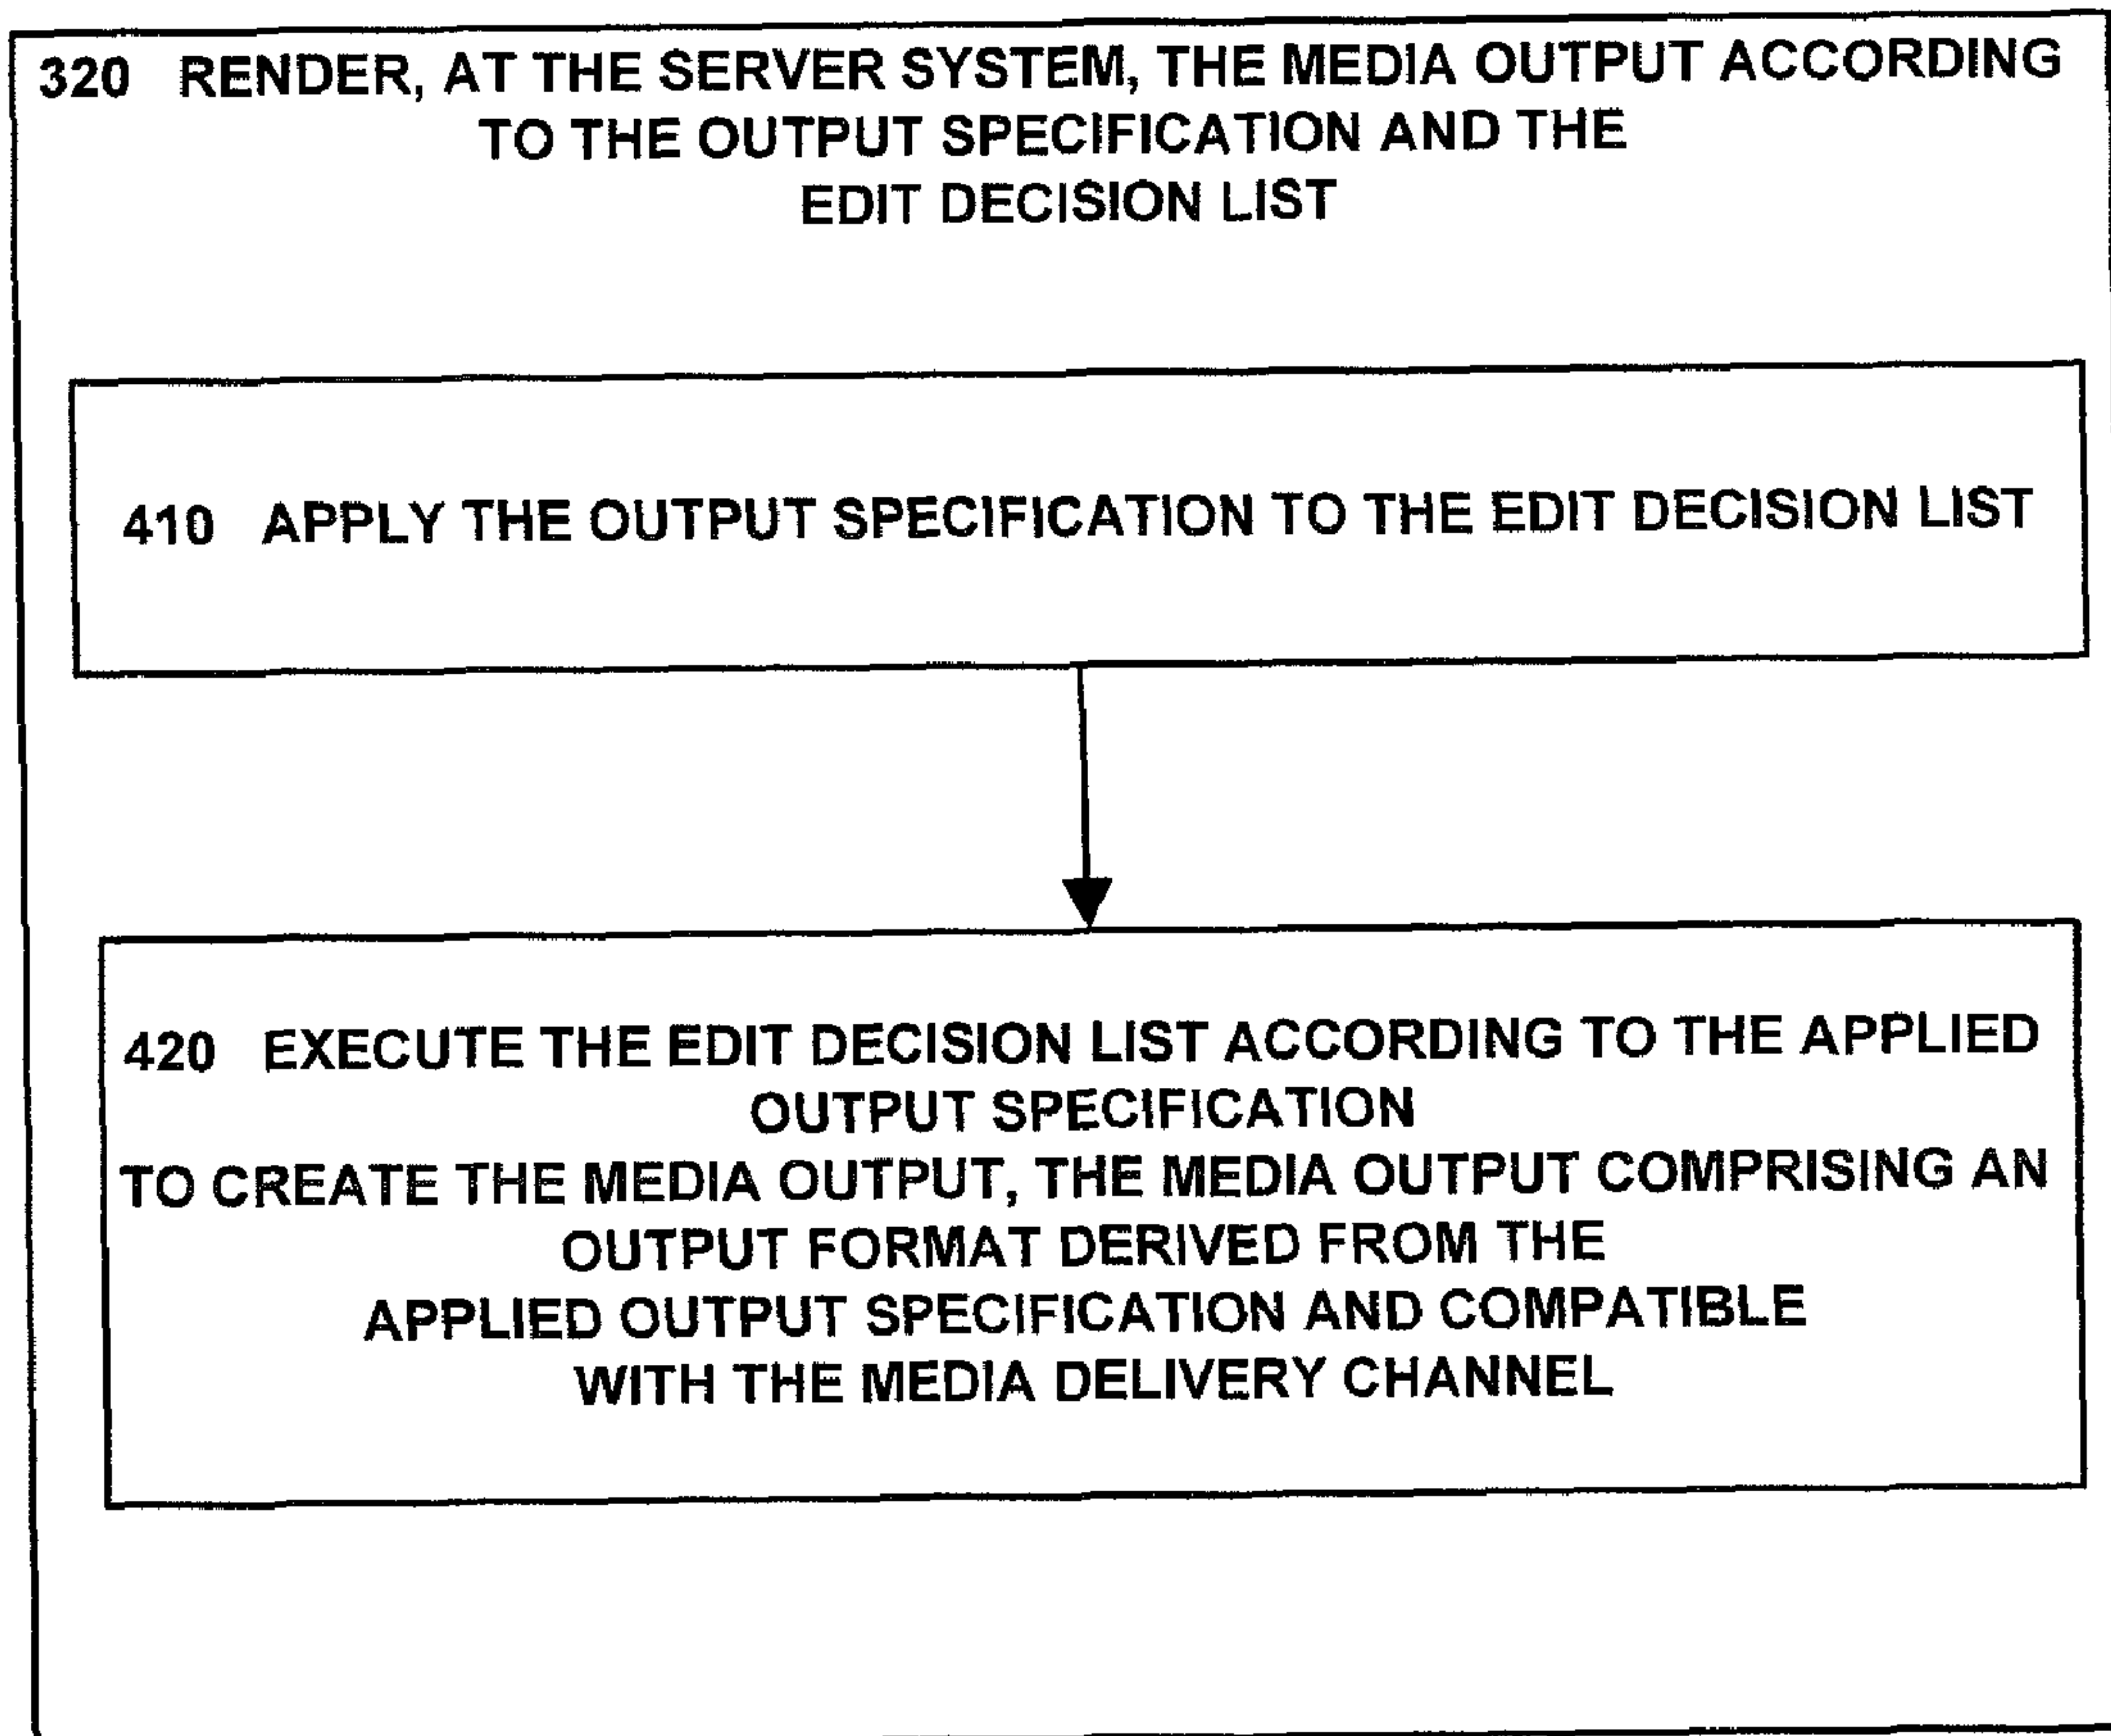 320 RENDER, AT THE SERVER SYSTEM, THE MEDIA OUTPUT ACCORDING
TO THE OUTPUT SPECIFICATION AND THE
EDIT DECISION LIST
410 APPLY THE OUTPUT SPECIFICATION TO THE EDIT DECISION LIST
420 EXECUTE THE EDIT DECISION LIST ACCORDING TO THE APPLIED
OUTPUT SPECIFICATION
TO CREATE THE MEDIA OUTPUT, THE MEDIA OUTPUT COMPRISING AN
OUTPUT FORMAT DERIVED FROM THE
APPLIED OUTPUT SPECIFICATION AND COMPATIBLE
WITH THE MEDIA DELIVERY CHANNEL